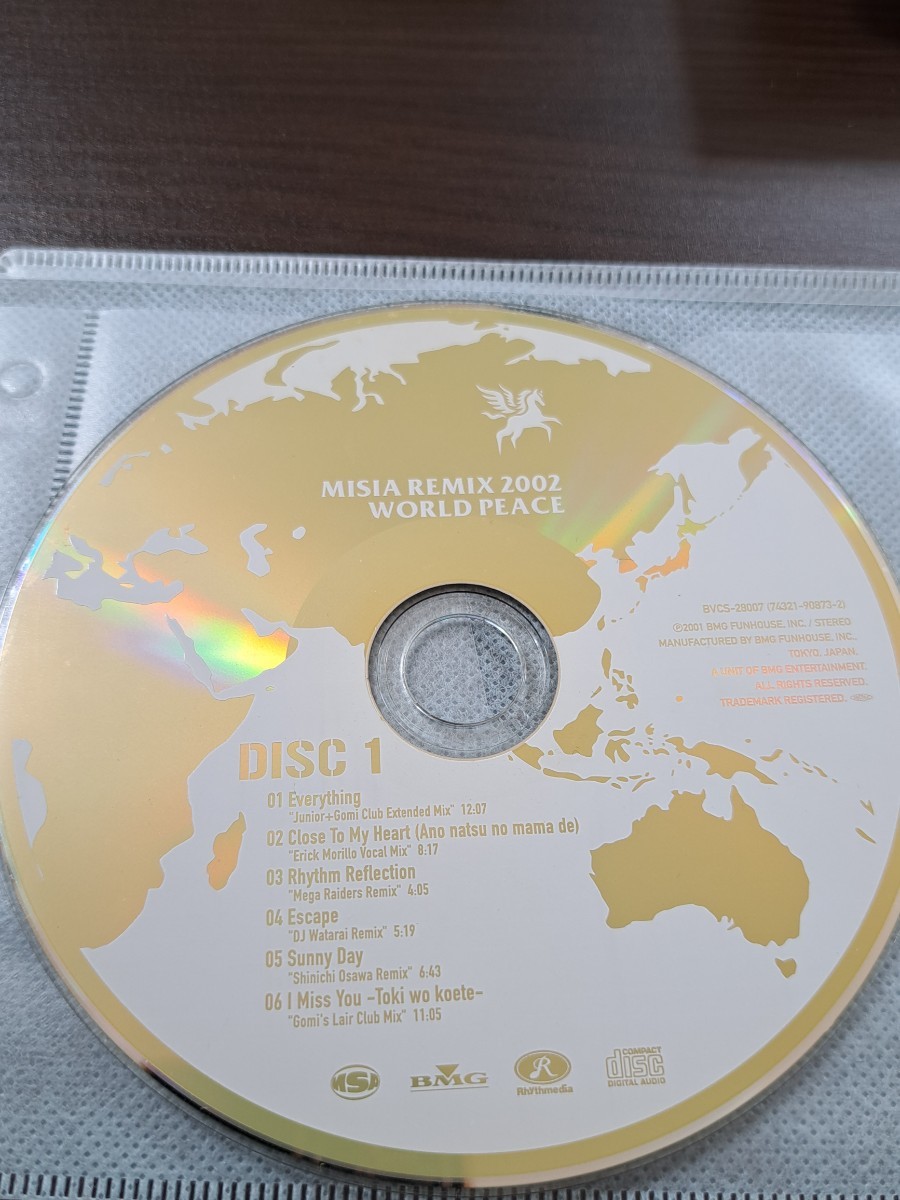 MISIA REMIX 2002
WORLD PEACE
BVCS-28007 (74321-90873-2)
℗2001 BMG FUNHOUSE, INC. / STEREO
MANUFACTURED BY BMG FUNHOUSE, INC.,
TOKYO, JAPAN.
A UNIT OF BMG ENTERTAINMENT.
ALL RIGHTS RESERVED.
TRADEMARK REGISTERED.
DISC 1
01 Everything
"Junior+Gomi Club Extended Mix" 12:07
02 Close To My Heart (Ano natsu no mama de)
"Erick Morillo Vocal Mix" 8:17
03 Rhythm Reflection
"Mega Raiders Remix" 4:05
04 Escape
"DJ Watarai Remix" 5:19
05 Sunny Day
"Shinichi Osawa Remix" 6:43
06 I Miss You -Toki wo koete-
"Gomi's Lair Club Mix" 11:05
MSA
BMG
R
Rhythmedia
COMPACT
disc
DIGITAL AUDIO